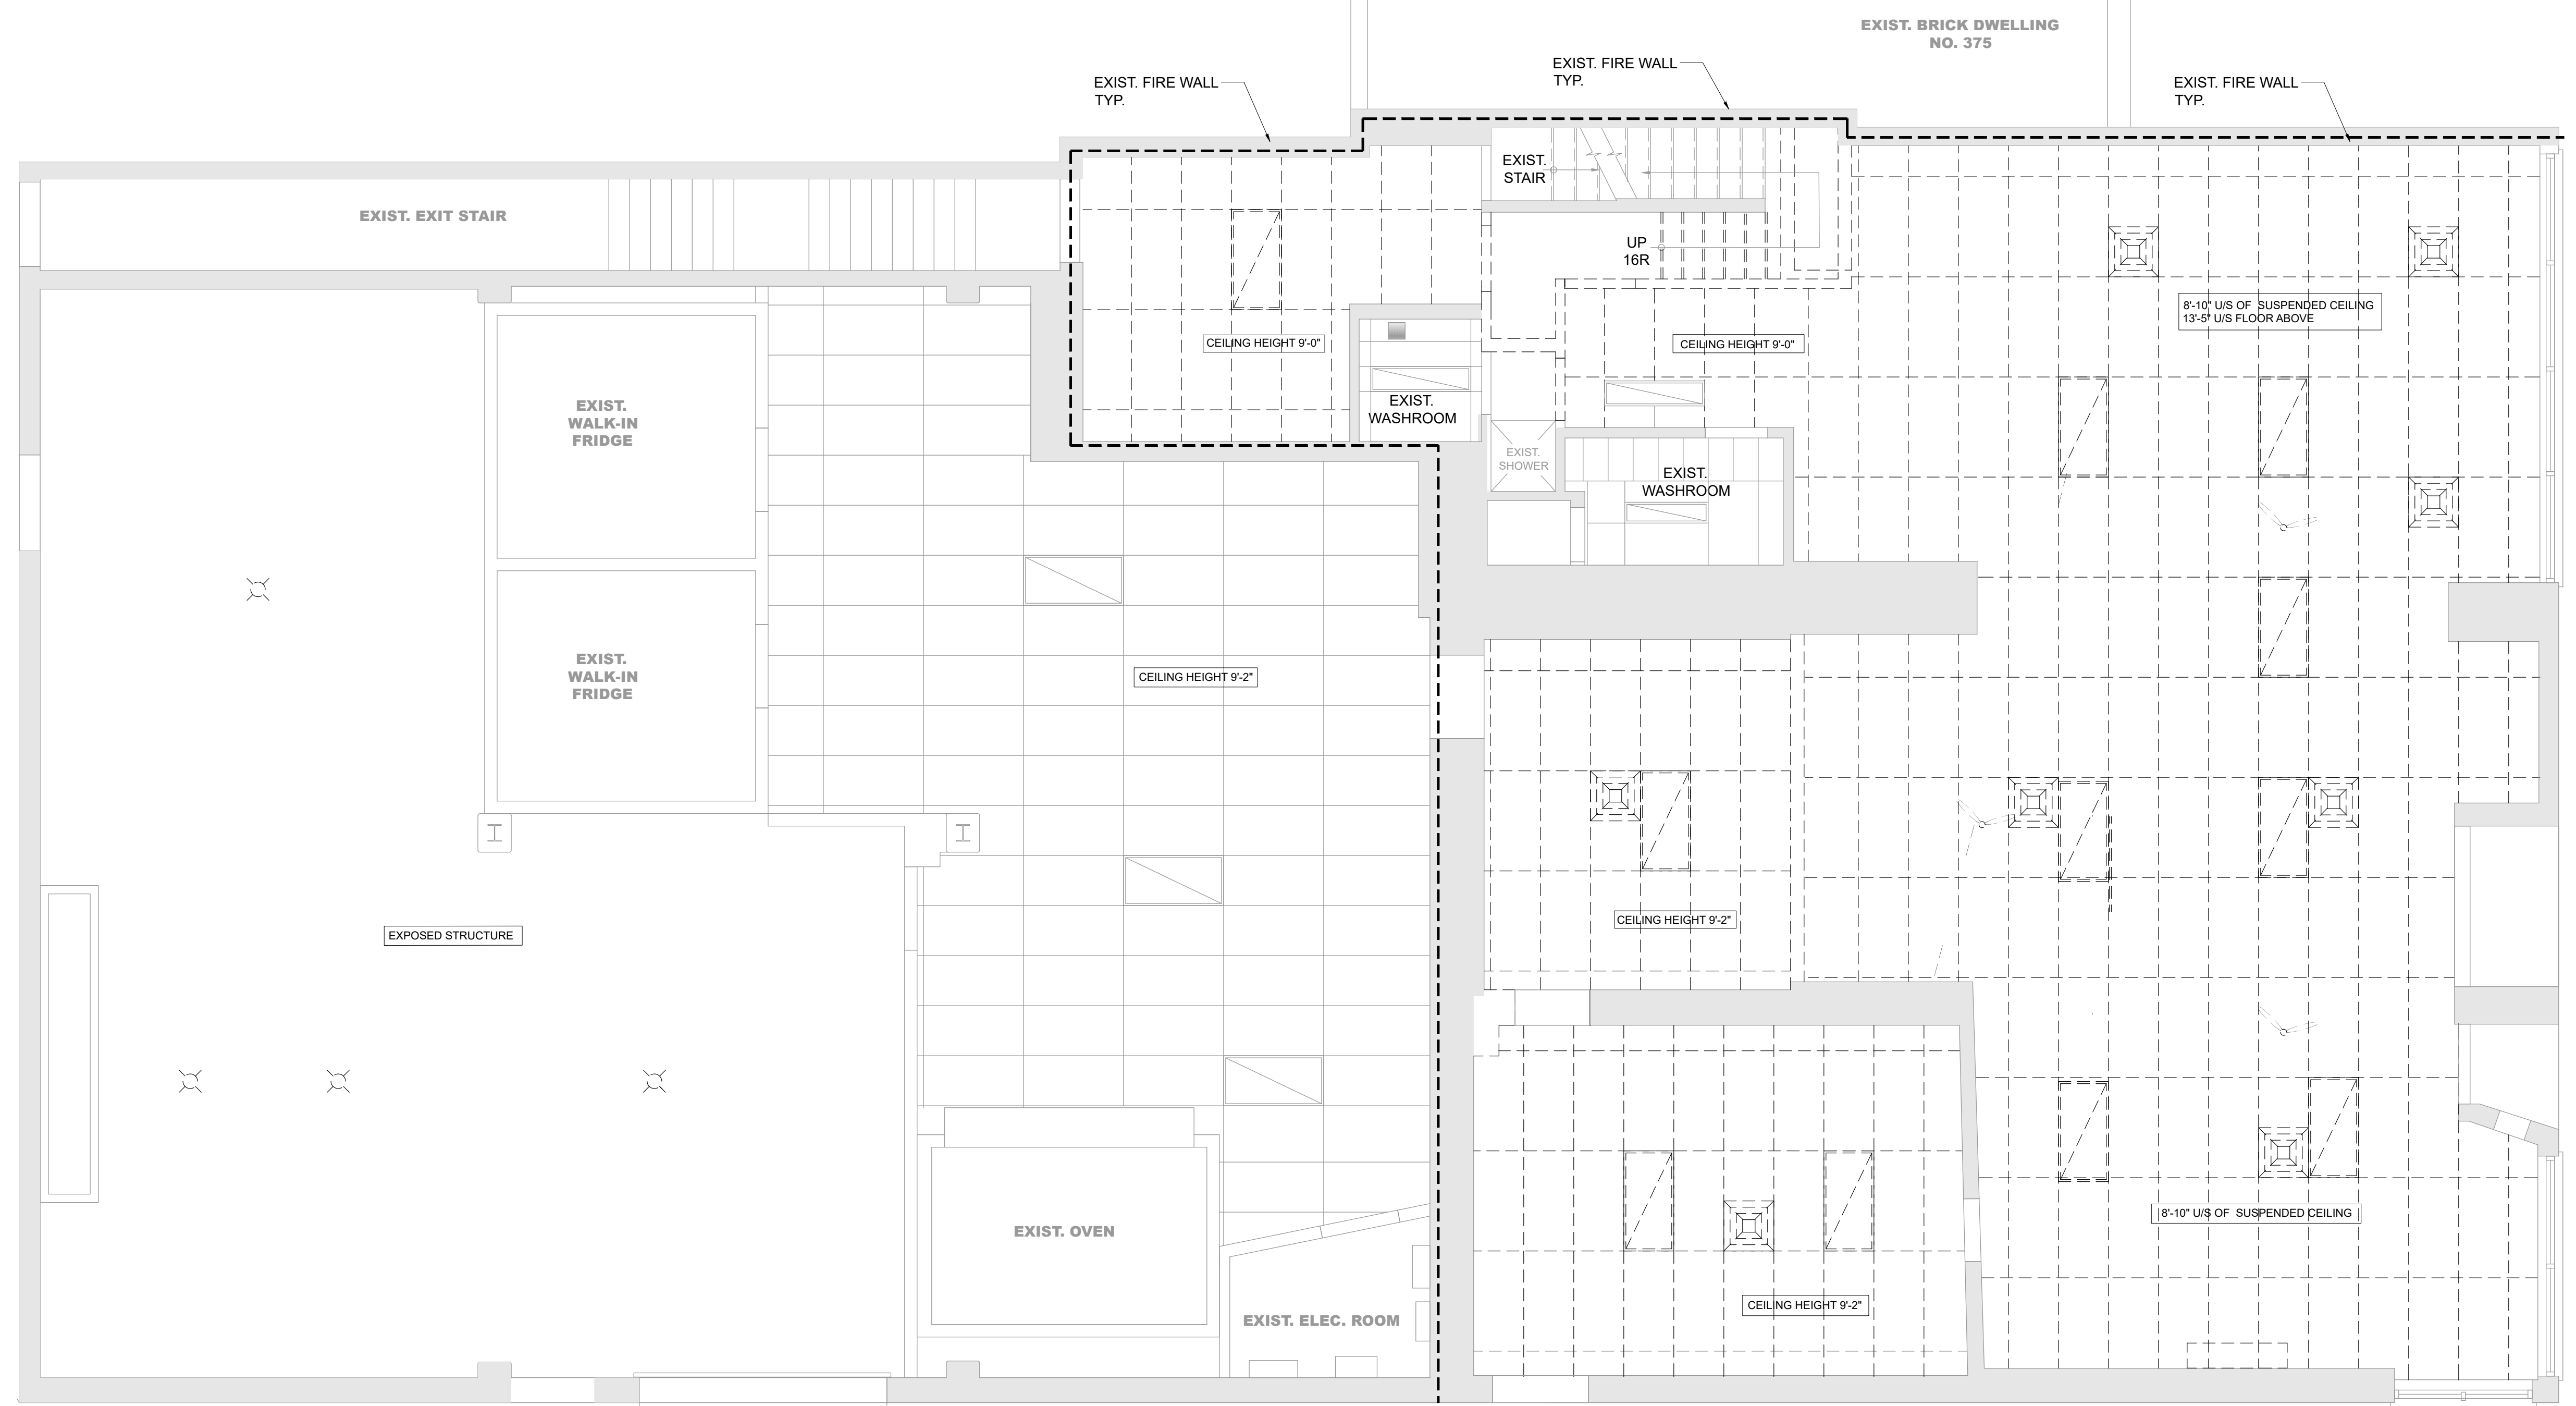 EXIST. BRICK DWELLING
NO. 375
EXIST. FIRE WALL
TYP.
EXIST. FIRE WALL
TYP.
EXIST. FIRE WALL
TYP.
EXIST. EXIT STAIR
EXIST.
STAIR
UP
16R
8'-10" U/S OF SUSPENDED CEILING
13'-5" U/S FLOOR ABOVE
CEILING HEIGHT 9'-0"
CEILING HEIGHT 9'-0"
EXIST.
WALK-IN
FRIDGE
EXIST.
WASHROOM
EXIST.
SHOWER
EXIST.
WASHROOM
EXIST.
WALK-IN
FRIDGE
CEILING HEIGHT 9'-2"
CEILING HEIGHT 9'-2"
EXPOSED STRUCTURE
8'-10" U/S OF SUSPENDED CEILING
EXIST. OVEN
CEILING HEIGHT 9'-2"
EXIST. ELEC. ROOM